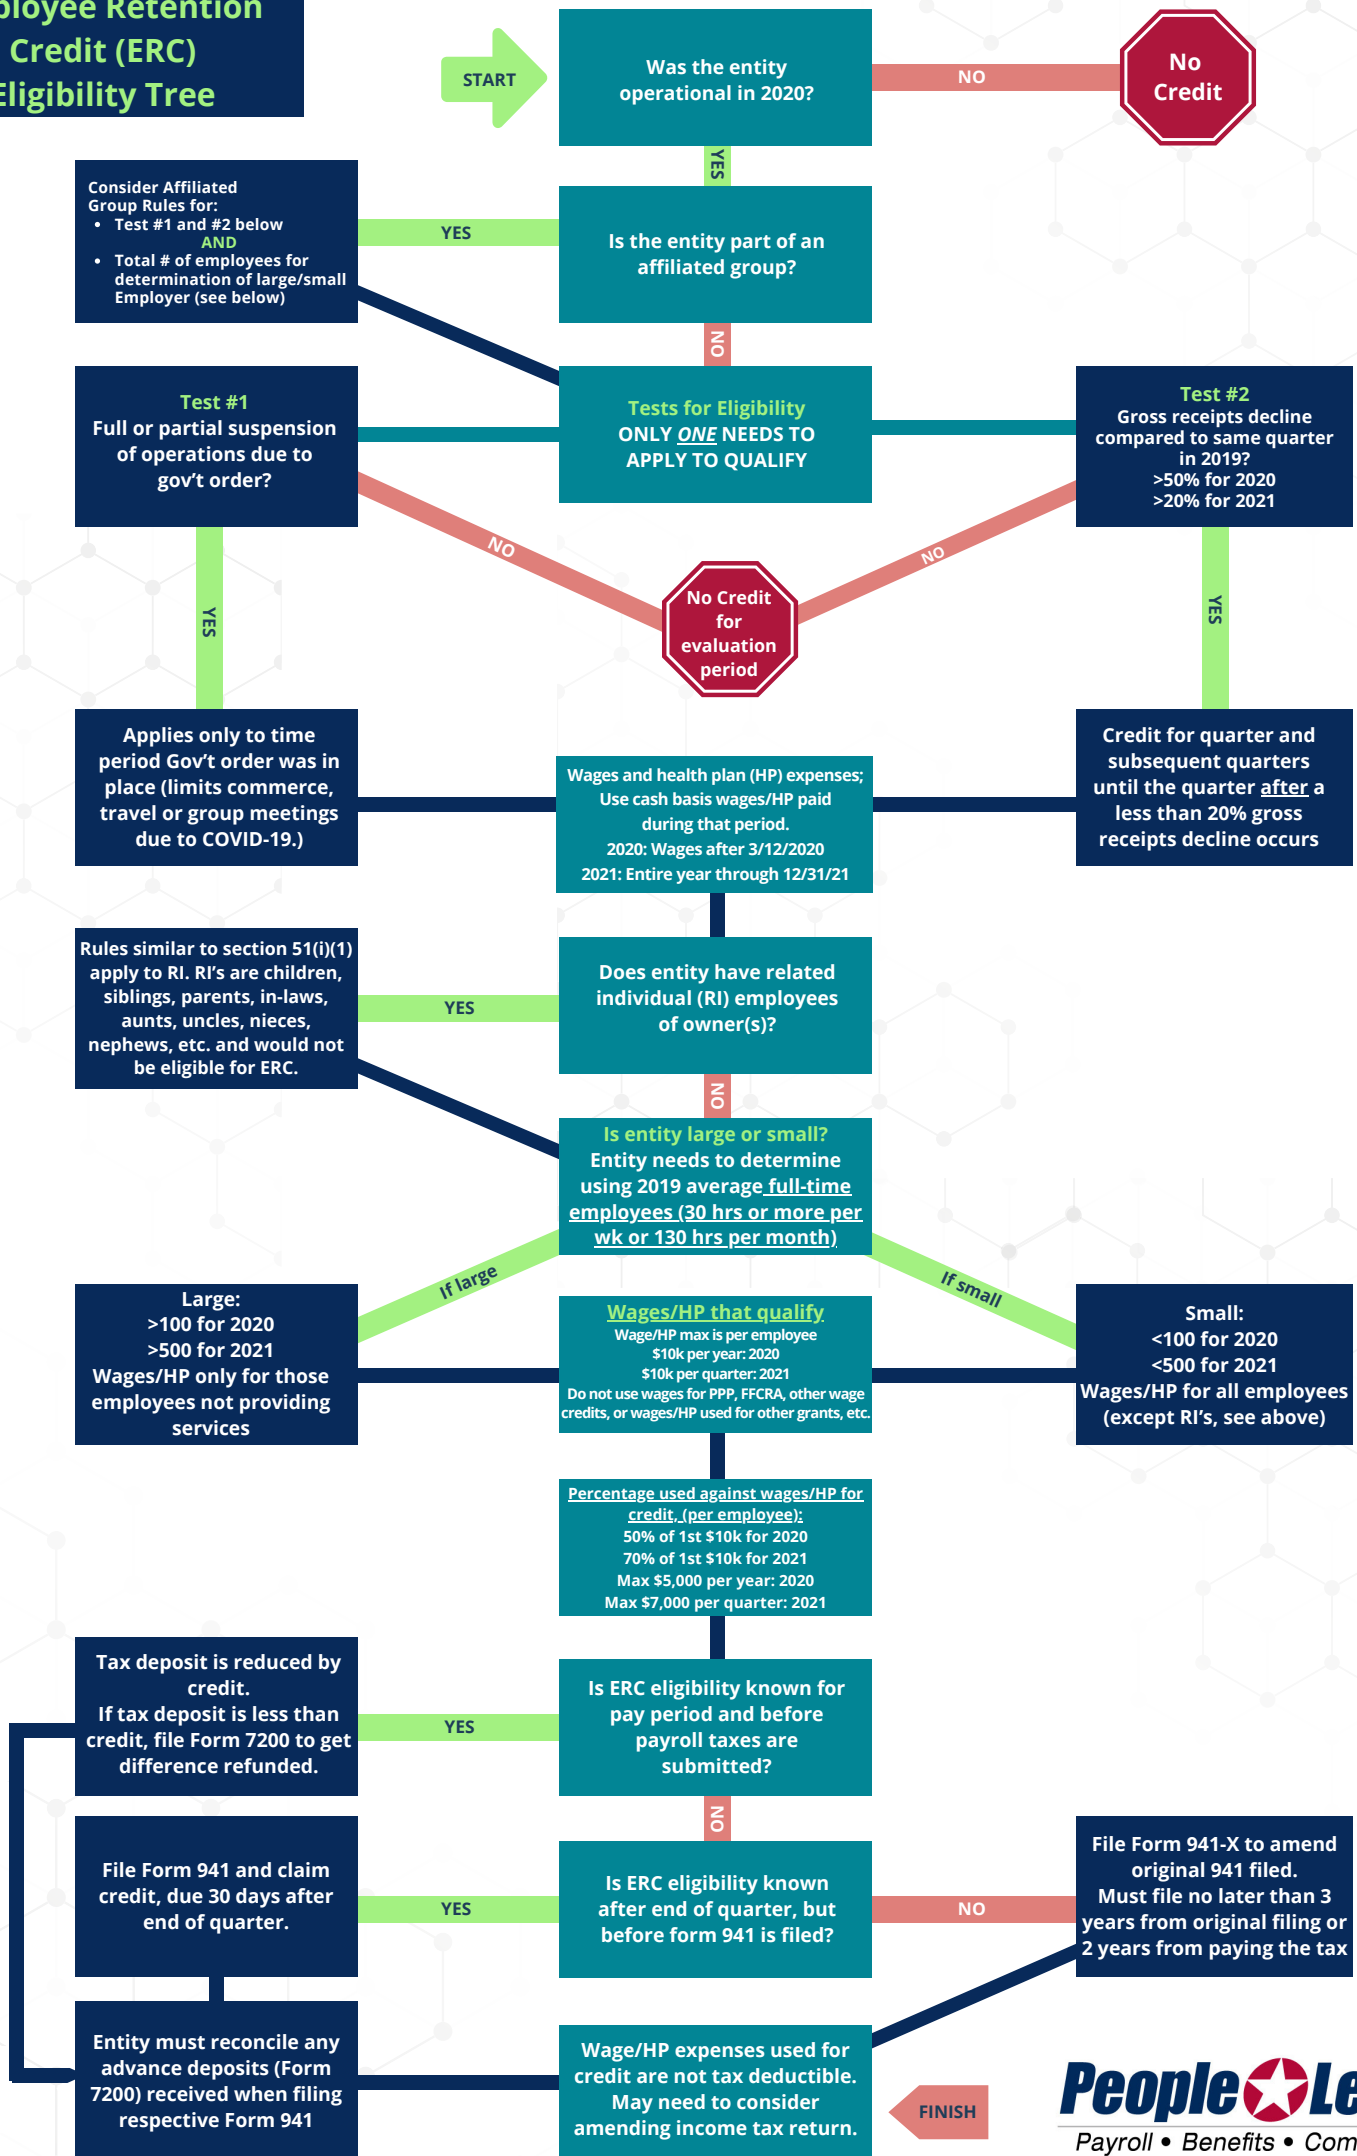 ployee Retention
Credit (ERC)
Eligibility Tree
START
Was the entity
operational in 2020?
NO
No
Credit
YES
Consider Affiliated
Group Rules for:
• Test #1 and #2 below
AND
• Total # of employees for
determination of large/small
Employer (see below)
YES
Is the entity part of an
affiliated group?
NO
Test #1
Full or partial suspension
of operations due to
gov't order?
Tests for Eligibility
ONLY ONE NEEDS TO
APPLY TO QUALIFY
Test #2
Gross receipts decline
compared to same quarter
in 2019?
>50% for 2020
>20% for 2021
NO
NO
No Credit
for
evaluation
period
YES
YES
Applies only to time
period Gov't order was in
place (limits commerce,
travel or group meetings
due to COVID-19.)
Wages and health plan (HP) expenses;
Use cash basis wages/HP paid
during that period.
2020: Wages after 3/12/2020
2021: Entire year through 12/31/21
Credit for quarter and
subsequent quarters
until the quarter after a
less than 20% gross
receipts decline occurs
Rules similar to section 51(i)(1)
apply to RI. RI's are children,
siblings, parents, in-laws,
aunts, uncles, nieces,
nephews, etc. and would not
be eligible for ERC.
YES
Does entity have related
individual (RI) employees
of owner(s)?
NO
Is entity large or small?
Entity needs to determine
using 2019 average full-time
employees (30 hrs or more per
wk or 130 hrs per month)
If large
If small
Large:
>100 for 2020
>500 for 2021
Wages/HP only for those
employees not providing
services
Wages/HP that qualify
Wage/HP max is per employee
$10k per year: 2020
$10k per quarter: 2021
Do not use wages for PPP, FFCRA, other wage
credits, or wages/HP used for other grants, etc.
Small:
<100 for 2020
<500 for 2021
Wages/HP for all employees
(except RI's, see above)
Percentage used against wages/HP for
credit, (per employee):
50% of 1st $10k for 2020
70% of 1st $10k for 2021
Max $5,000 per year: 2020
Max $7,000 per quarter: 2021
Tax deposit is reduced by
credit.
If tax deposit is less than
credit, file Form 7200 to get
difference refunded.
YES
Is ERC eligibility known for
pay period and before
payroll taxes are
submitted?
NO
File Form 941 and claim
credit, due 30 days after
end of quarter.
YES
Is ERC eligibility known
after end of quarter, but
before form 941 is filed?
NO
File Form 941-X to amend
original 941 filed.
Must file no later than 3
years from original filing or
2 years from paying the tax
Entity must reconcile any
advance deposits (Form
7200) received when filing
respective Form 941
Wage/HP expenses used for
credit are not tax deductible.
May need to consider
amending income tax return.
FINISH
People Le
Payroll • Benefits • Com